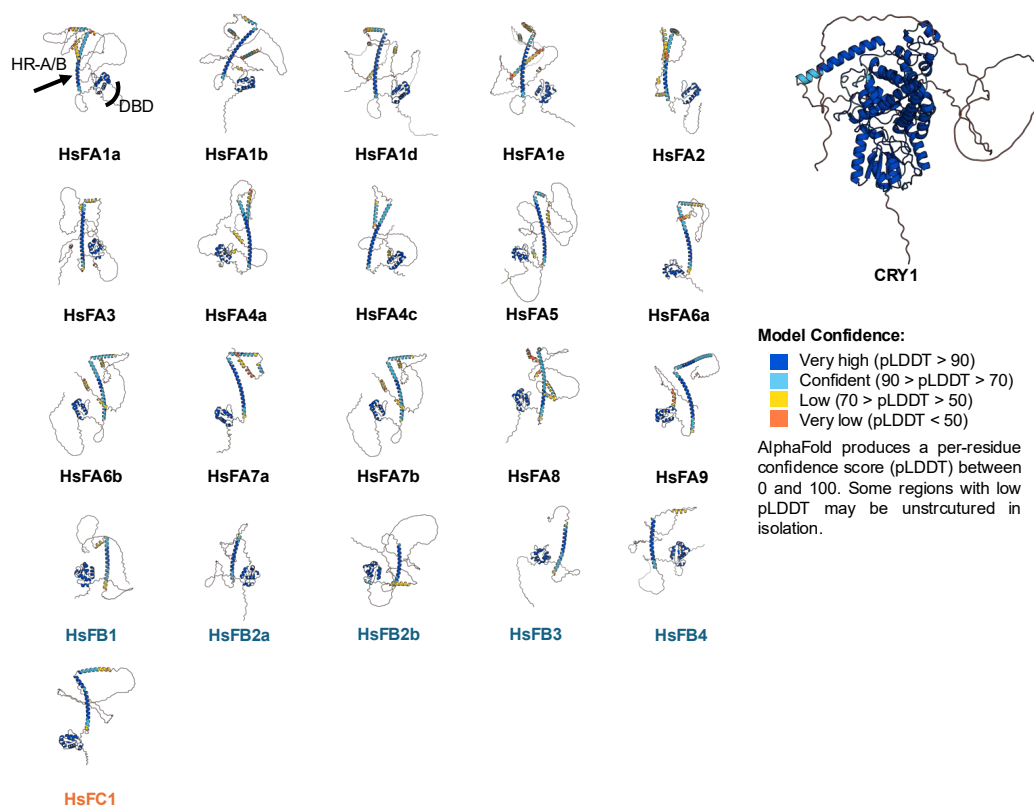 HR-A/B
DBD
HsFA1a
HsFA1b
HsFA1d
HsFA1e
HsFA2
CRY1
HsFA3
HsFA4a
HsFA4c
HsFA5
HsFA6a
Model Confidence:
Very high (pLDDT > 90)
Confident (90 > pLDDT > 70)
Low (70 > pLDDT > 50)
Very low (pLDDT < 50)
AlphaFold produces a per-residue
confidence score (pLDDT) between
0 and 100. Some regions with low
pLDDT may be unstrcutured in
isolation.
HsFA6b
HsFA7a
HsFA7b
HsFA8
HsFA9
HsFB1
HsFB2a
HsFB2b
HsFB3
HsFB4
HsFC1